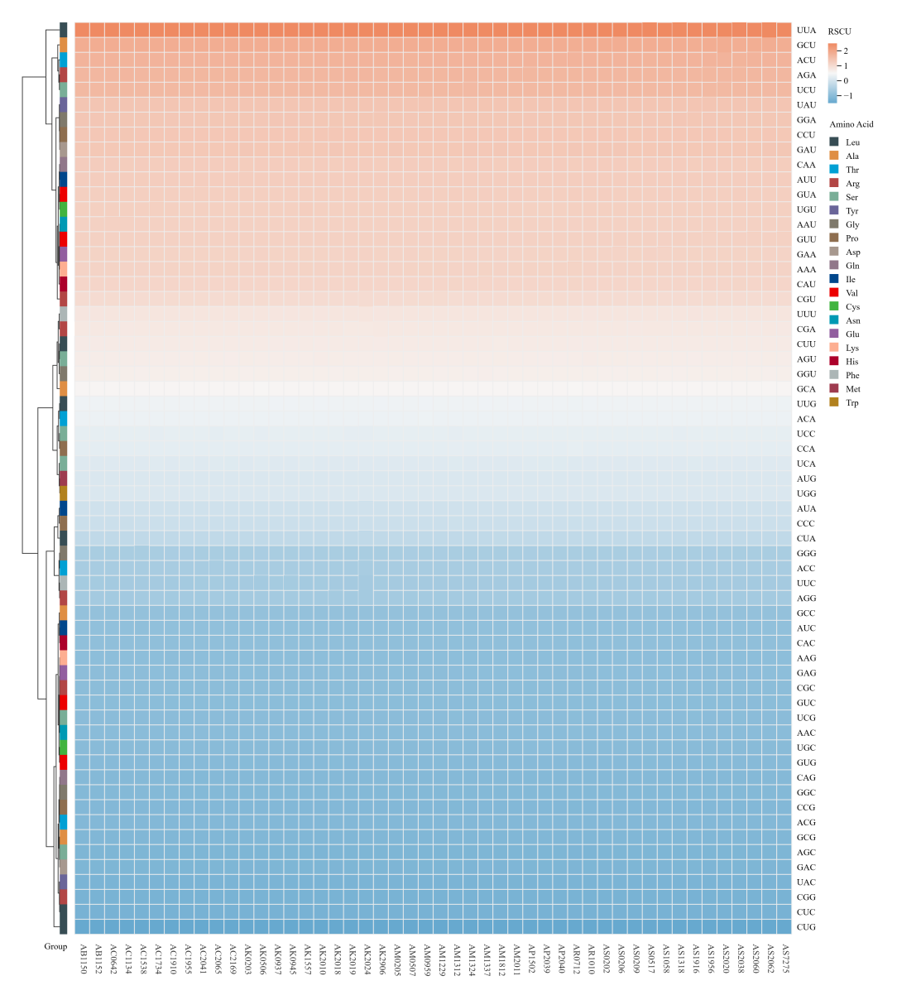 UUA
GCU
ACU
AGA
UCU
UAU
GGA
CCU
GAU
CAA
AUU
GUA
UGU
AAU
GUU
GAA
AAA
CAU
CGU
UUU
CGA
CUU
AGU
GGU
GCA
UUG
ACA
UCC
CCA
UCA
AUG
UGG
AUA
CCC
CUA
GGG
ACC
UUC
AGG
GCC
AUC
CAC
AAG
GAG
CGC
GUC
UCG
AAC
UGC
GUG
CAG
GGC
CCG
ACG
GCG
AGC
GAC
UAC
CGG
CUC
CUG
RSCU
2
1
0
−1
Amino Acid
Leu
Ala
Thr
Arg
Ser
Tyr
Gly
Pro
Asp
Gln
Ile
Val
Cys
Asn
Glu
Lys
His
Phe
Met
Trp
Group
AB1150
AB1152
AC0642
AC1134
AC1538
AC1734
AC1910
AC1955
AC2041
AC2065
AC2169
AK0203
AK0506
AK0937
AK0945
AK1557
AK2010
AK2018
AK2019
AK2024
AK2906
AM0205
AM0507
AM0959
AM1229
AM1312
AM1324
AM1337
AM1812
AM2011
AP1502
AP2039
AP2040
AR0712
AR1010
AS0202
AS0206
AS0209
AS0517
AS1058
AS1318
AS1916
AS1956
AS2020
AS2038
AS2060
AS2062
AS7275